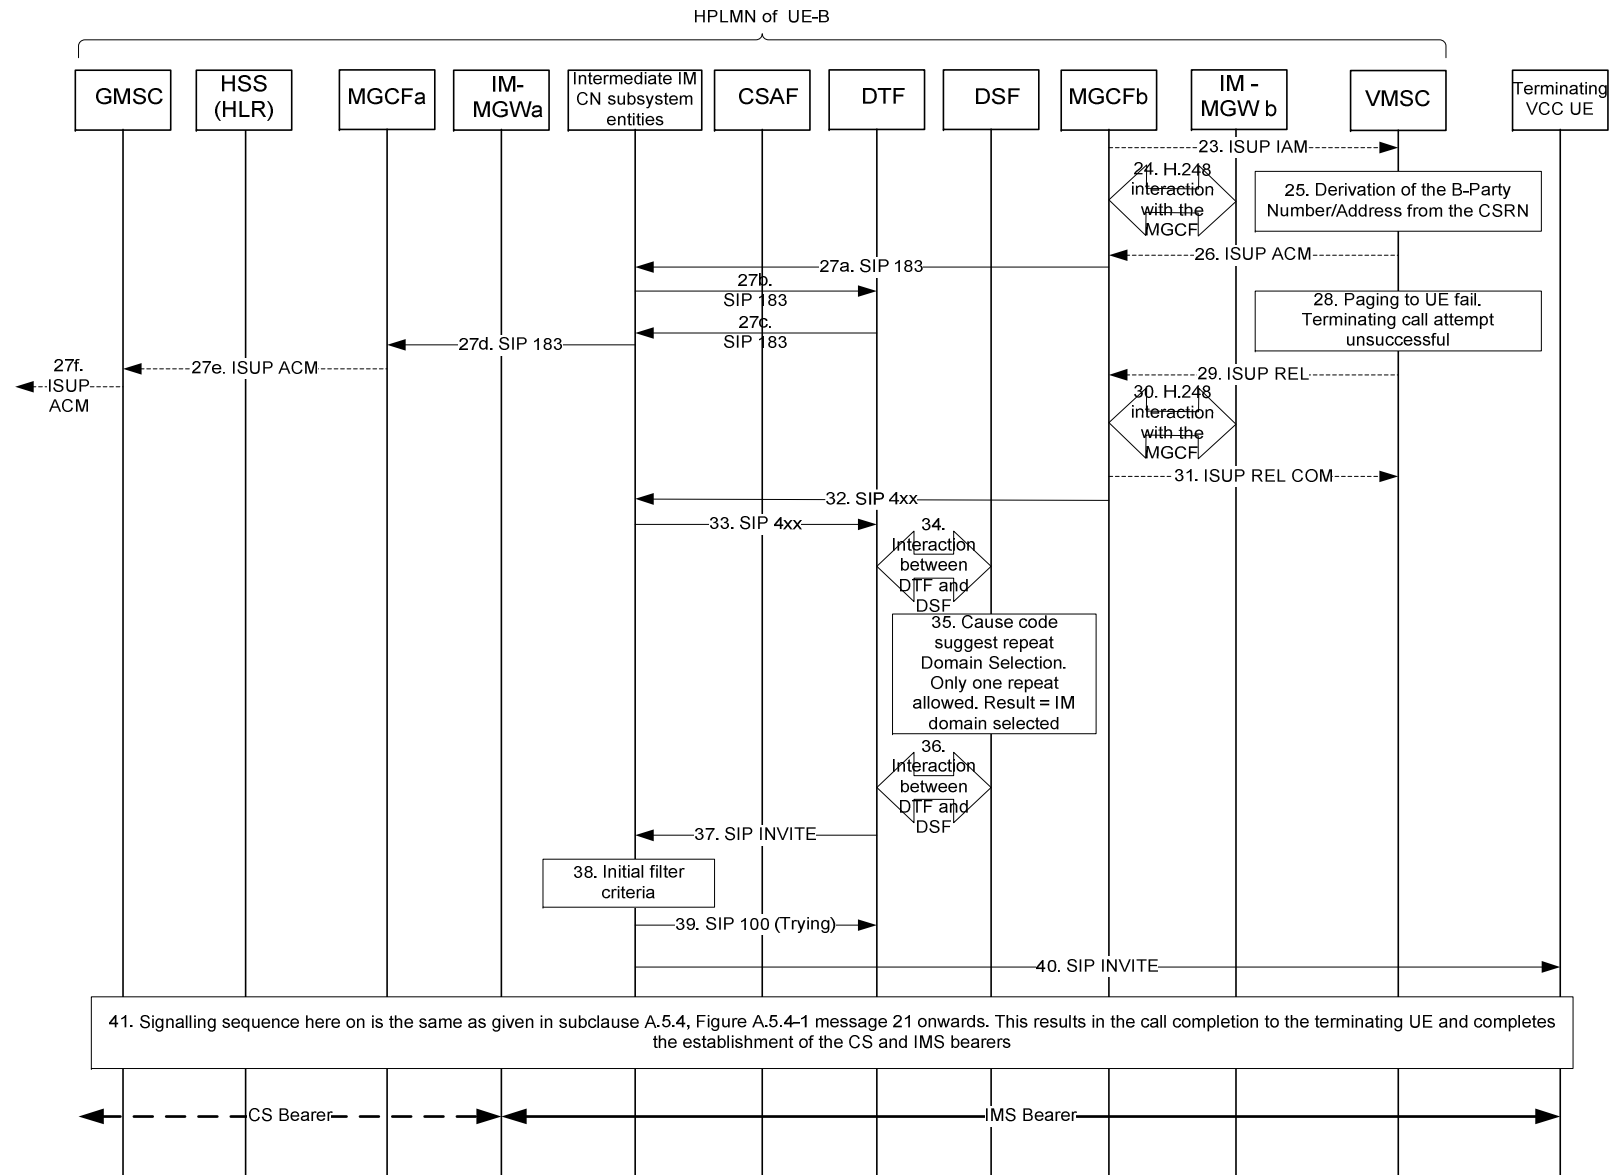 HPLMN of UE-B
GMSC
HSS
(HLR)
MGCFa
IM-
MGWa
Intermediate IM
CN subsystem
entities
CSAF
DTF
DSF
MGCFb
IM -
MGW b
VMSC
Terminating
VCC UE
23. ISUP IAM
24. H.248
interaction
with the
MGCF
25. Derivation of the B-Party
Number/Address from the CSRN
26. ISUP ACM
27a. SIP 183
27b.
SIP 183
28. Paging to UE fail.
Terminating call attempt
unsuccessful
27c.
SIP 183
27d. SIP 183
27e. ISUP ACM
27f.
ISUP
ACM
29. ISUP REL
30. H.248
interaction
with the
MGCF
31. ISUP REL COM
32. SIP 4xx
33. SIP 4xx
34.
Interaction
between
DTF and
DSF
35. Cause code
suggest repeat
Domain Selection.
Only one repeat
allowed. Result = IM
domain selected
36.
Interaction
between
DTF and
DSF
37. SIP INVITE
38. Initial filter
criteria
39. SIP 100 (Trying)
40. SIP INVITE
41. Signalling sequence here on is the same as given in subclause A.5.4, Figure A.5.4-1 message 21 onwards. This results in the call completion to the terminating UE and completes
the establishment of the CS and IMS bearers
CS Bearer
IMS Bearer